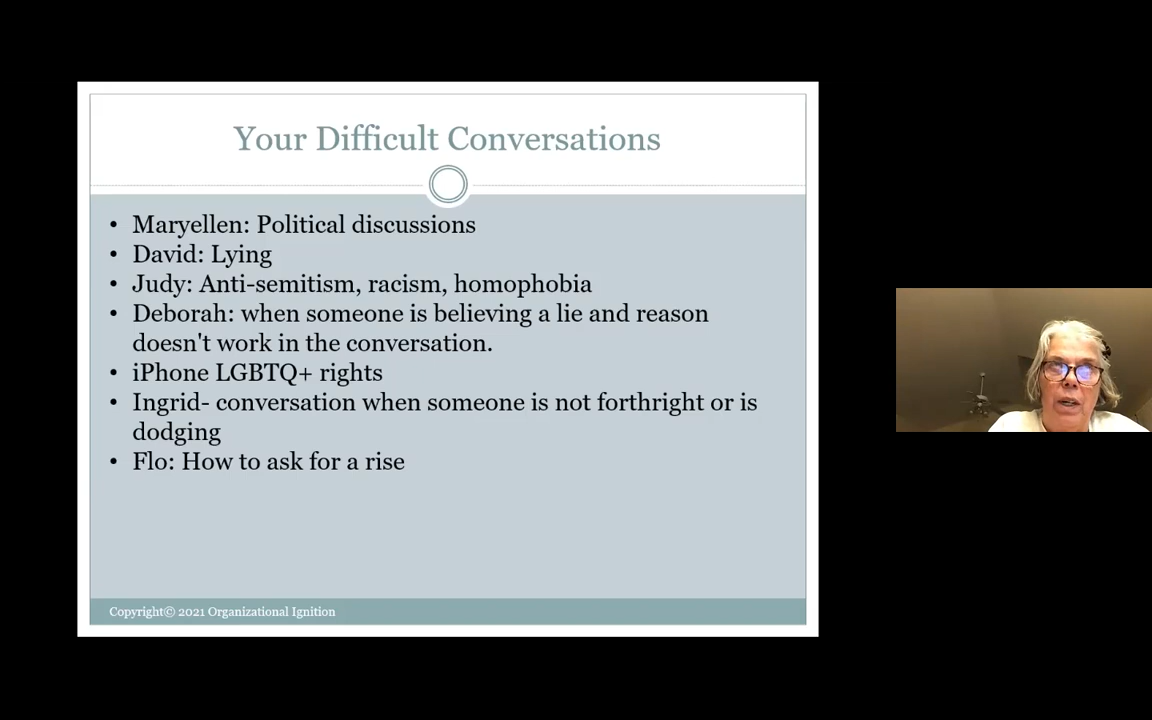 Your Difficult Conversations
• Maryellen: Political discussions
• David: Lying
• Judy: Anti-semitism, racism, homophobia
• Deborah: when someone is believing a lie and reason
doesn't work in the conversation.
• iPhone LGBTQ+ rights
• Ingrid- conversation when someone is not forthright or is
dodging
• Flo: How to ask for a rise
Copyright© 2021 Organizational Ignition